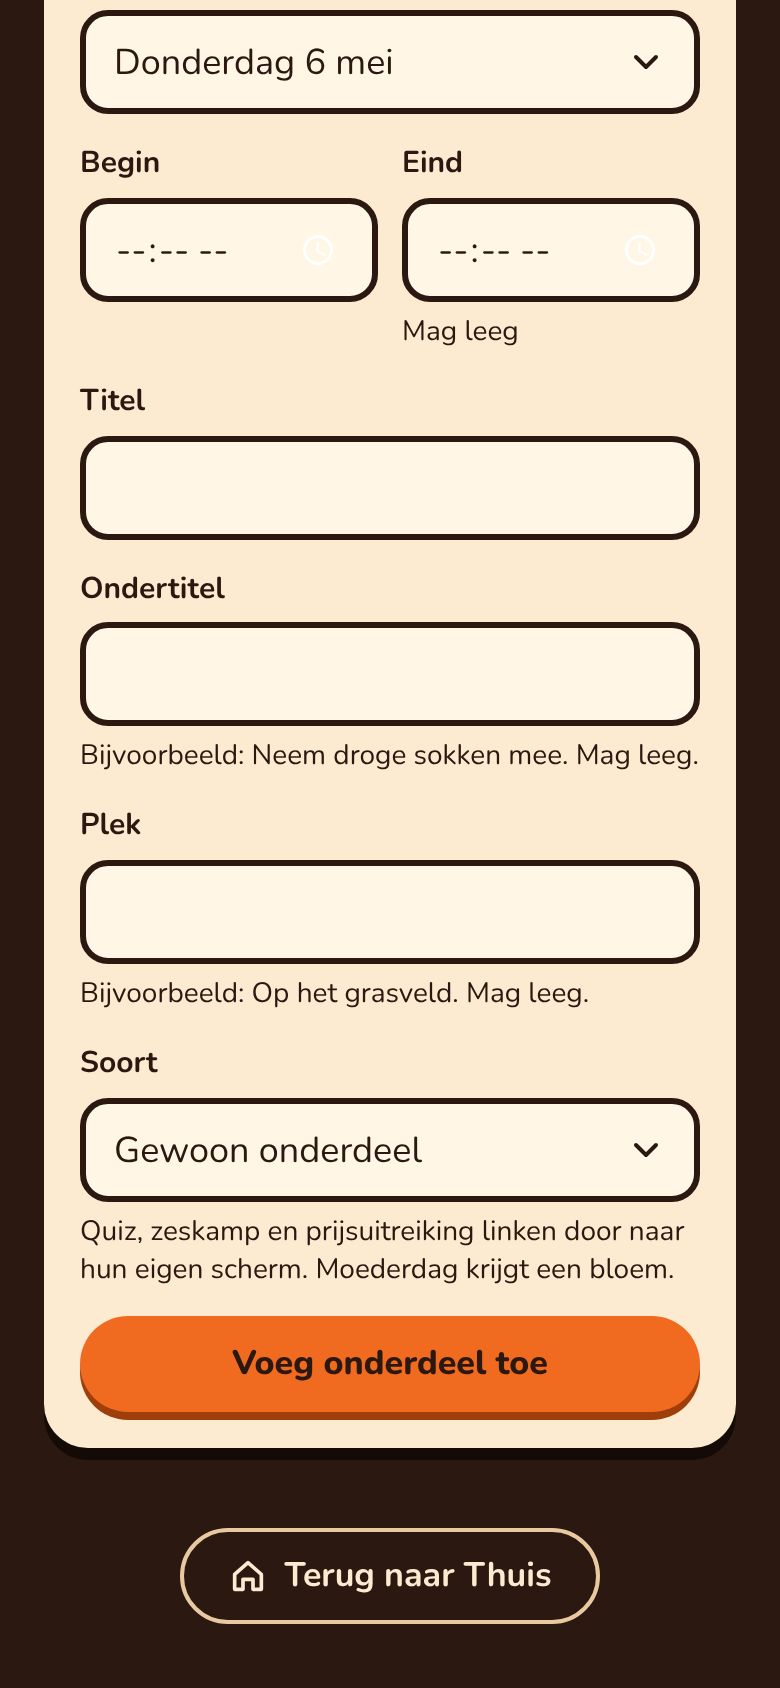 Donderdag 6 mei
Begin
Eind
--:-- --
--:-- --
Mag leeg
Titel
Ondertitel
Bijvoorbeeld: Neem droge sokken mee. Mag leeg.
Plek
Bijvoorbeeld: Op het grasveld. Mag leeg.
Soort
Gewoon onderdeel
Quiz, zeskamp en prijsuitreiking linken door naar
hun eigen scherm. Moederdag krijgt een bloem.
Voeg onderdeel toe
Terug naar Thuis